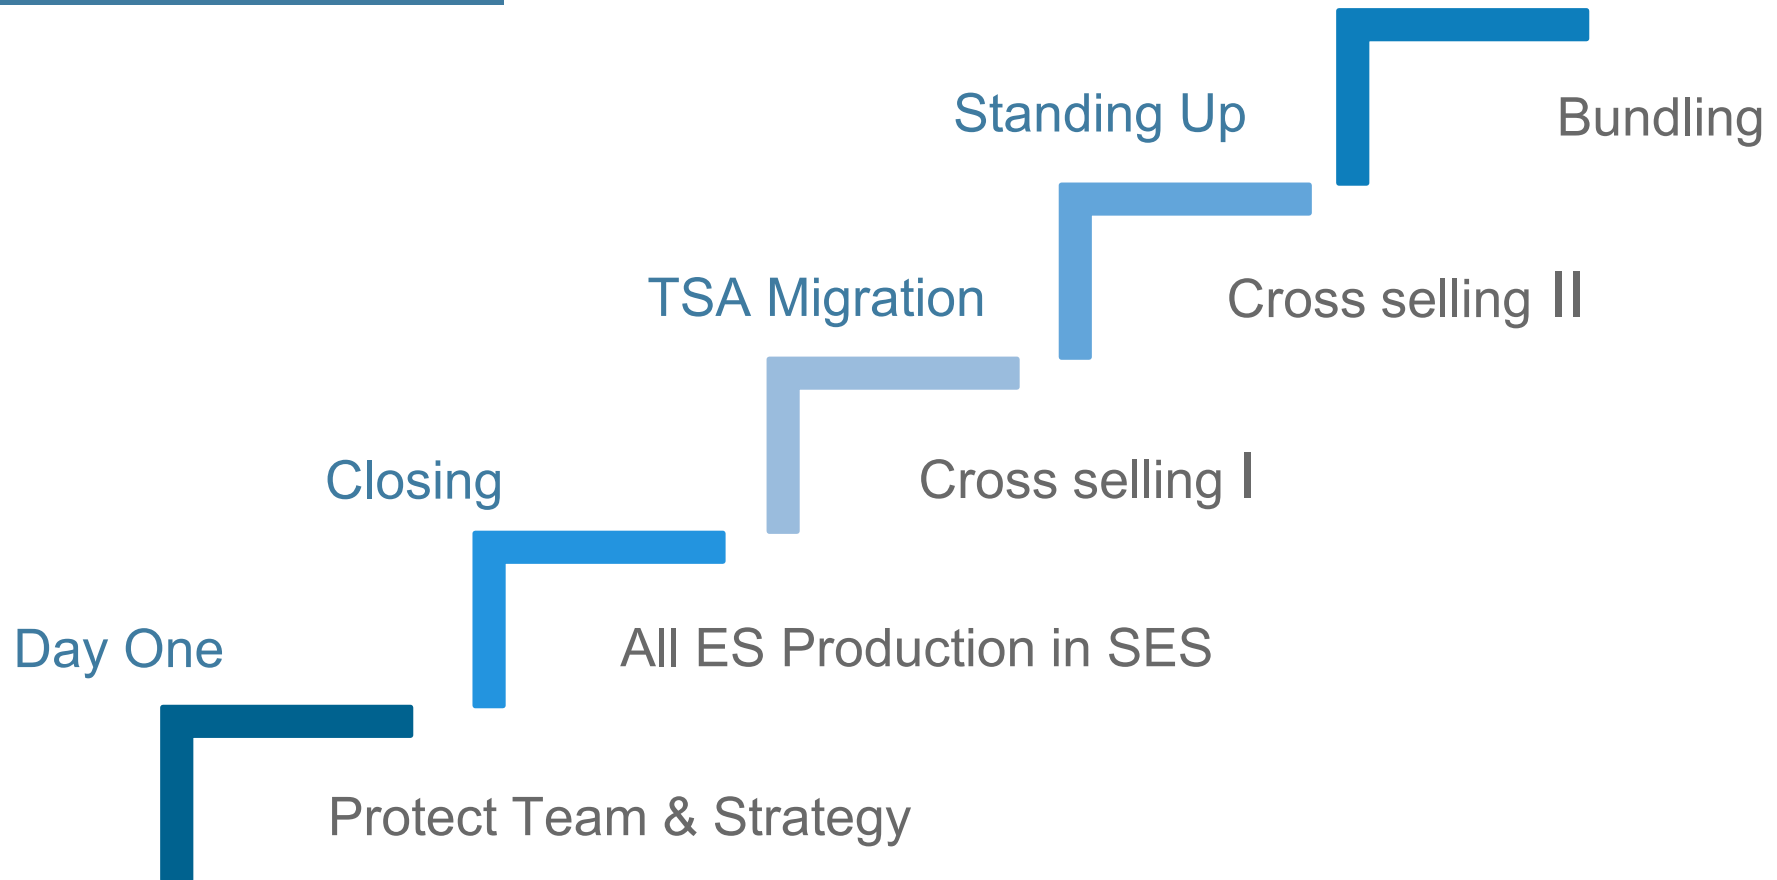 Standing Up
Bundling
TSA Migration
Cross selling II
Closing
Cross selling I
Day One
All ES Production in SES
Protect Team & Strategy